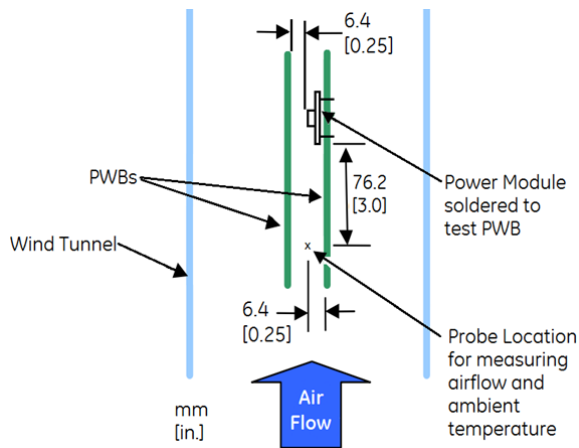 6.4
[0.25]
PWBs
76.2
[3.0]
Power Module
soldered to
test PWB
Wind Tunnel
x
6.4
[0.25]
Probe Location
for measuring
airflow and
ambient
temperature
Air
Flow
mm
[in.]